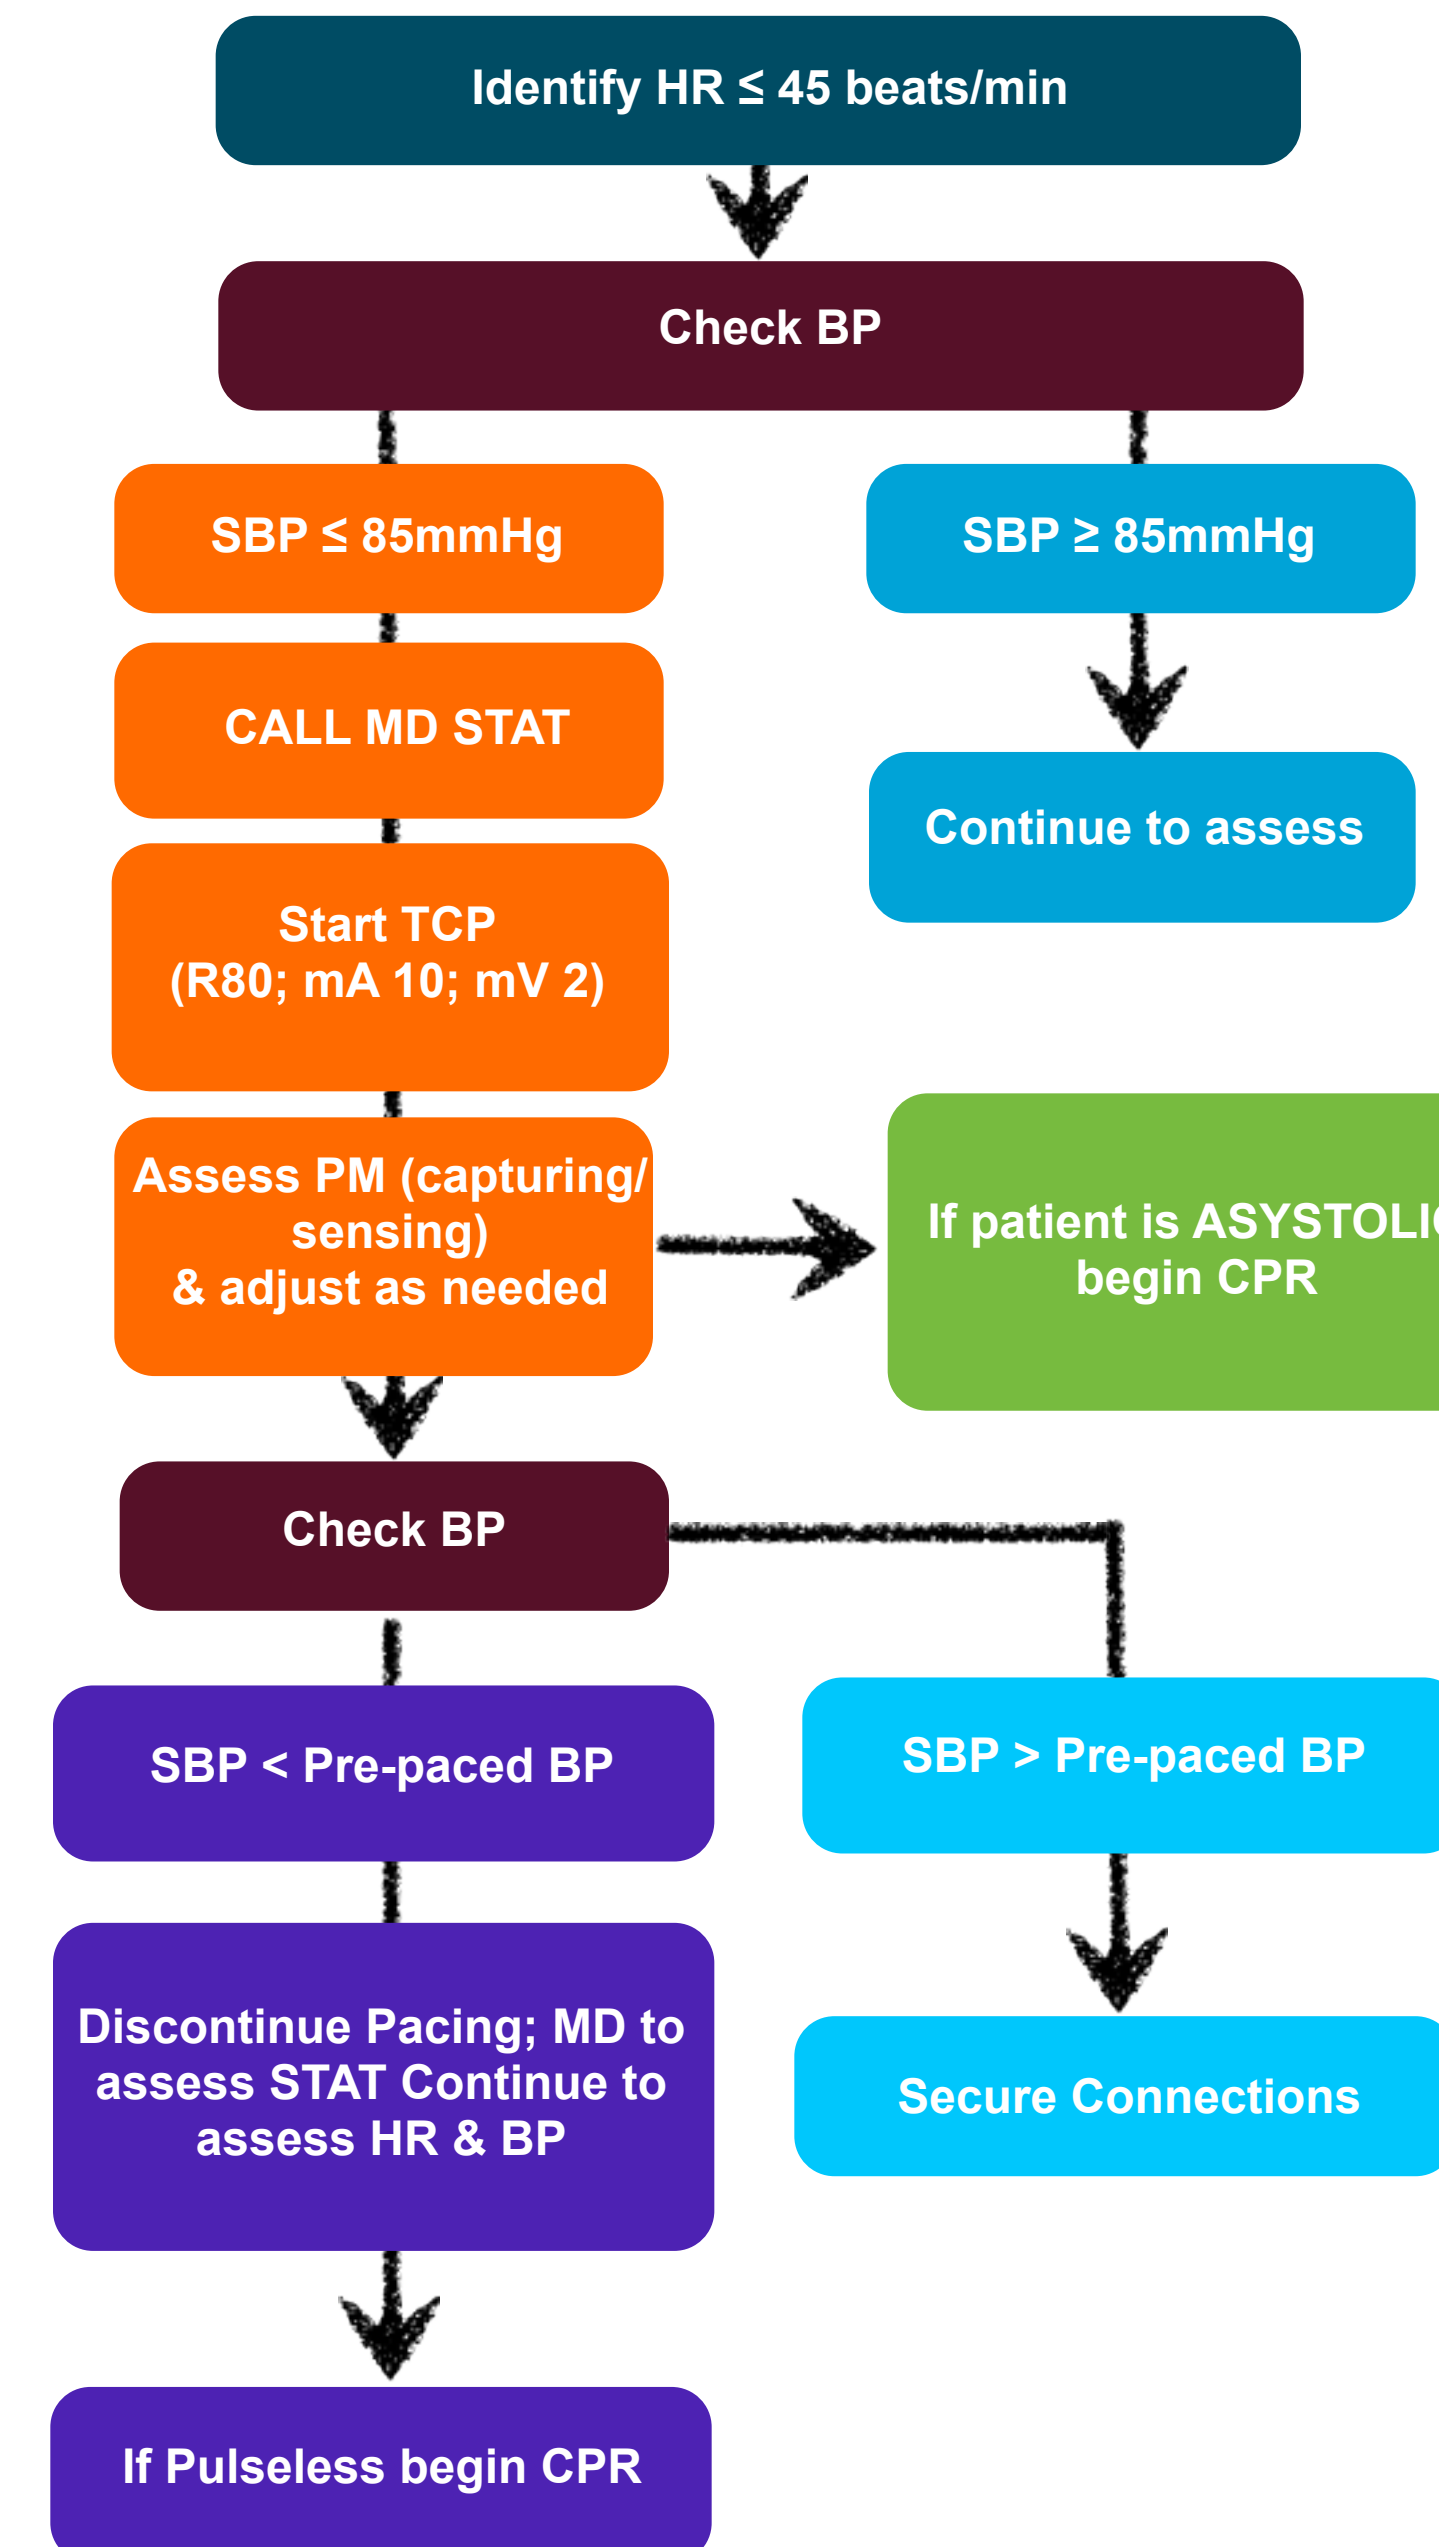 Identify HR ≤ 45 beats/min
Check BP
SBP ≤ 85mmHg
SBP ≥ 85mmHg
CALL MD STAT
Continue to assess
Start TCP
(R80; mA 10; mV 2)
Assess PM (capturing/
sensing)
& adjust as needed
If patient is ASYSTOLIC
begin CPR
Check BP
SBP < Pre-paced BP
SBP > Pre-paced BP
Discontinue Pacing; MD to
assess STAT Continue to
assess HR & BP
Secure Connections
If Pulseless begin CPR